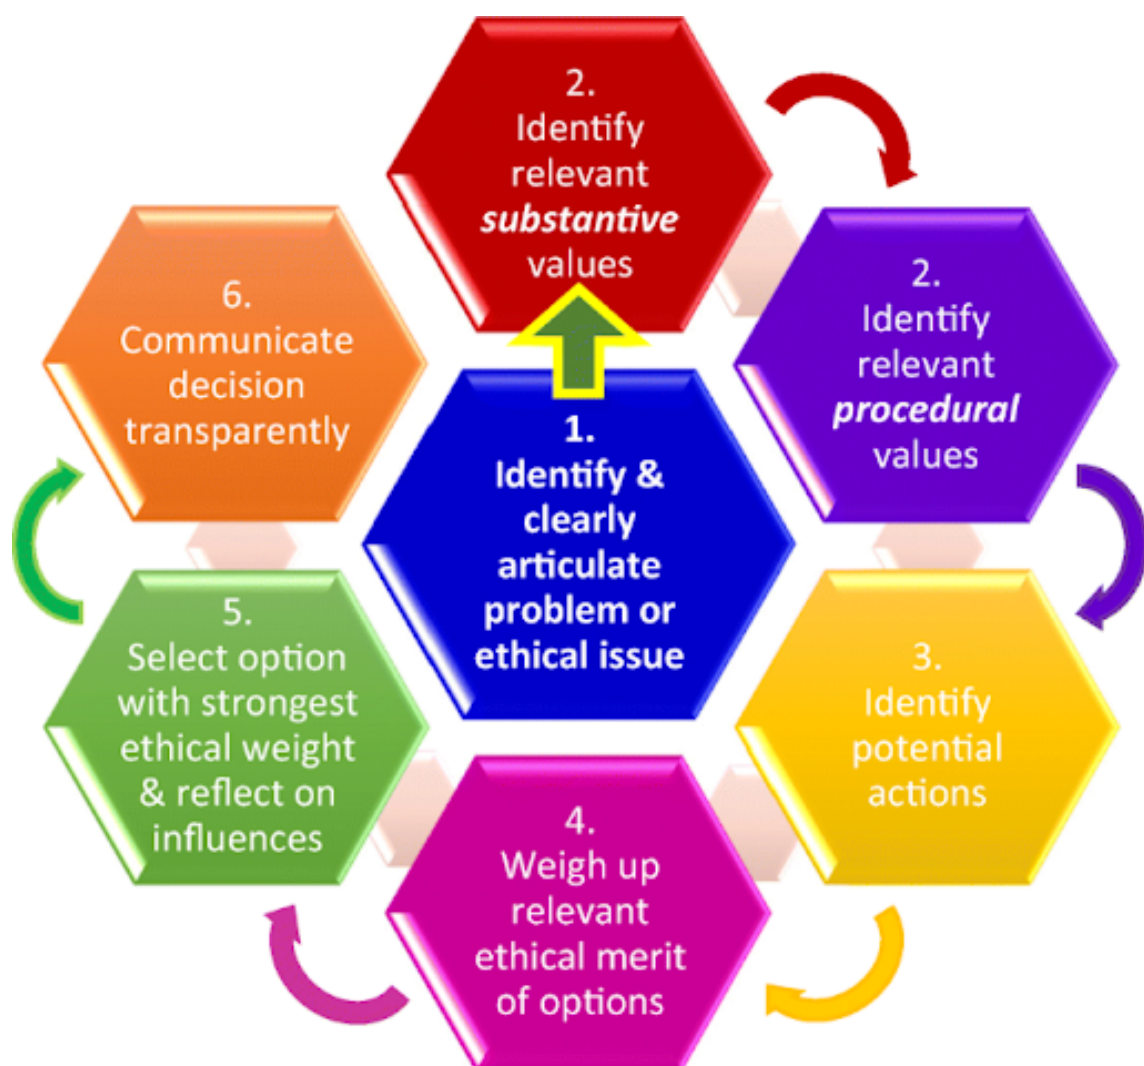 2.
Identify
relevant
substantive
values
2.
Identify
relevant
procedural
values
6.
Communicate
decision
transparently
1.
Identify &
clearly
articulate
problem or
ethical issue
3.
Identify
potential
actions
5.
Select option
with strongest
ethical weight
& reflect on
influences
4.
Weigh up
relevant
ethical merit
of options